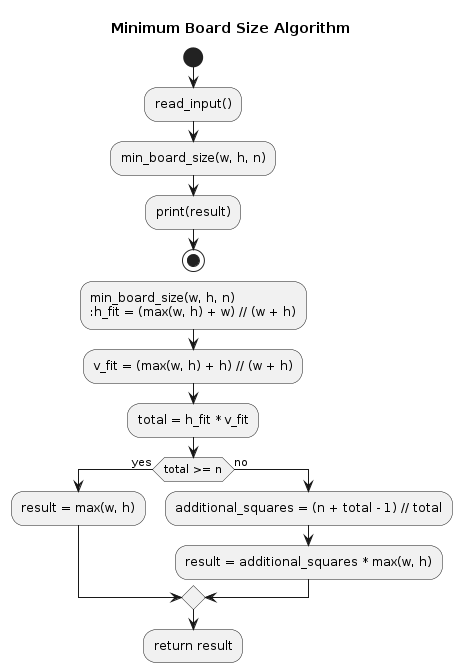 Minimum Board Size Algorithm
read_input()
min_board_size(w, h, n)
print(result)
min_board_size(w, h, n)
:h_fit = (max(w, h) + w) // (w + h)
v_fit = (max(w, h) + h) // (w + h)
total = h_fit * v_fit
yes
total >= n
no
result = max(w, h)
additional_squares = (n + total - 1) // total
result = additional_squares * max(w, h)
return result